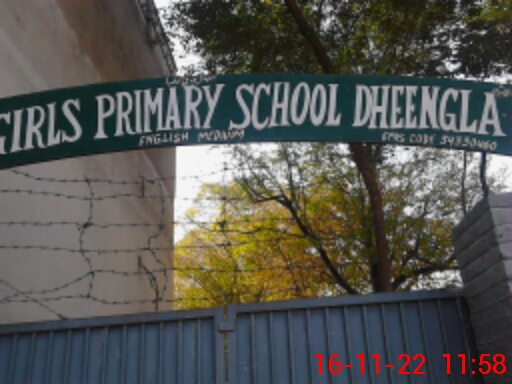 GIRLS PRIMARY SCHOOL DHEENGLA
ENGLISH MEDIUM
EMIS CODE
16-11-22 11:58